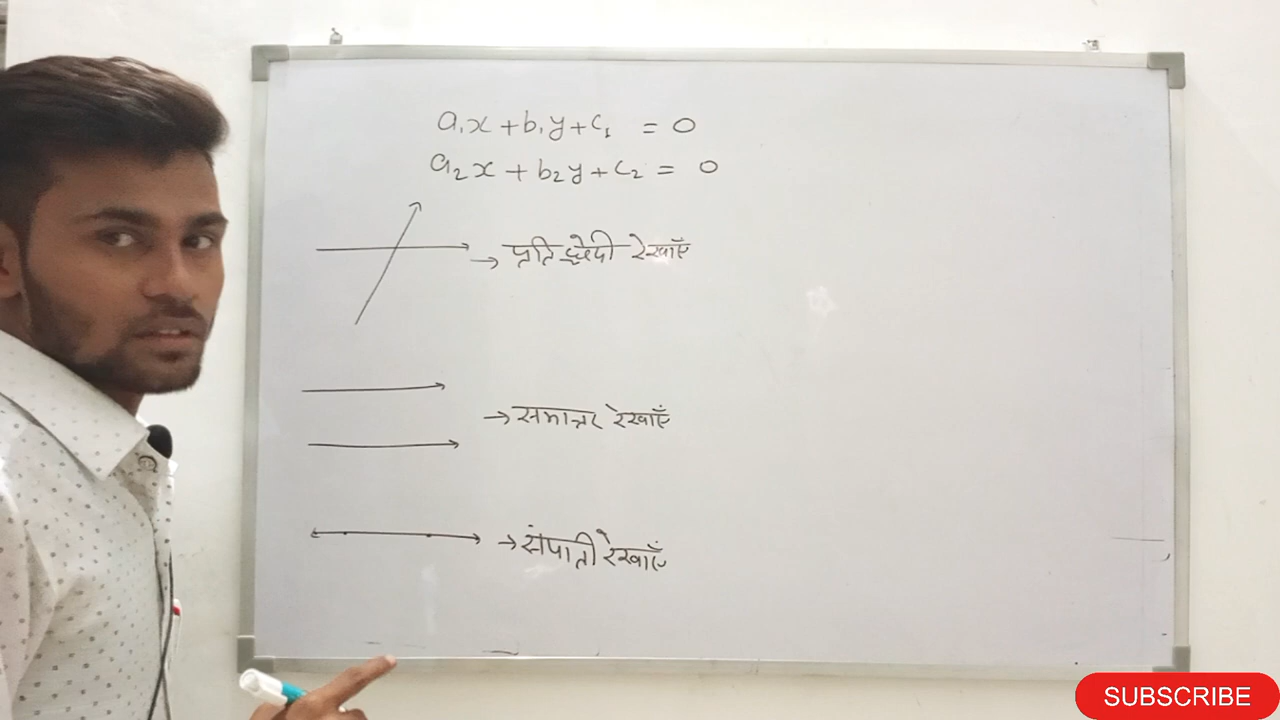 a₁x + b₁y + c₁ = 0
a₂x + b₂y + c₂ = 0
→ प्रतिछेदी रेखाएँ
→ समान्तर रेखाएँ
→ संपाती रेखाएँ
SUBSCRIBE